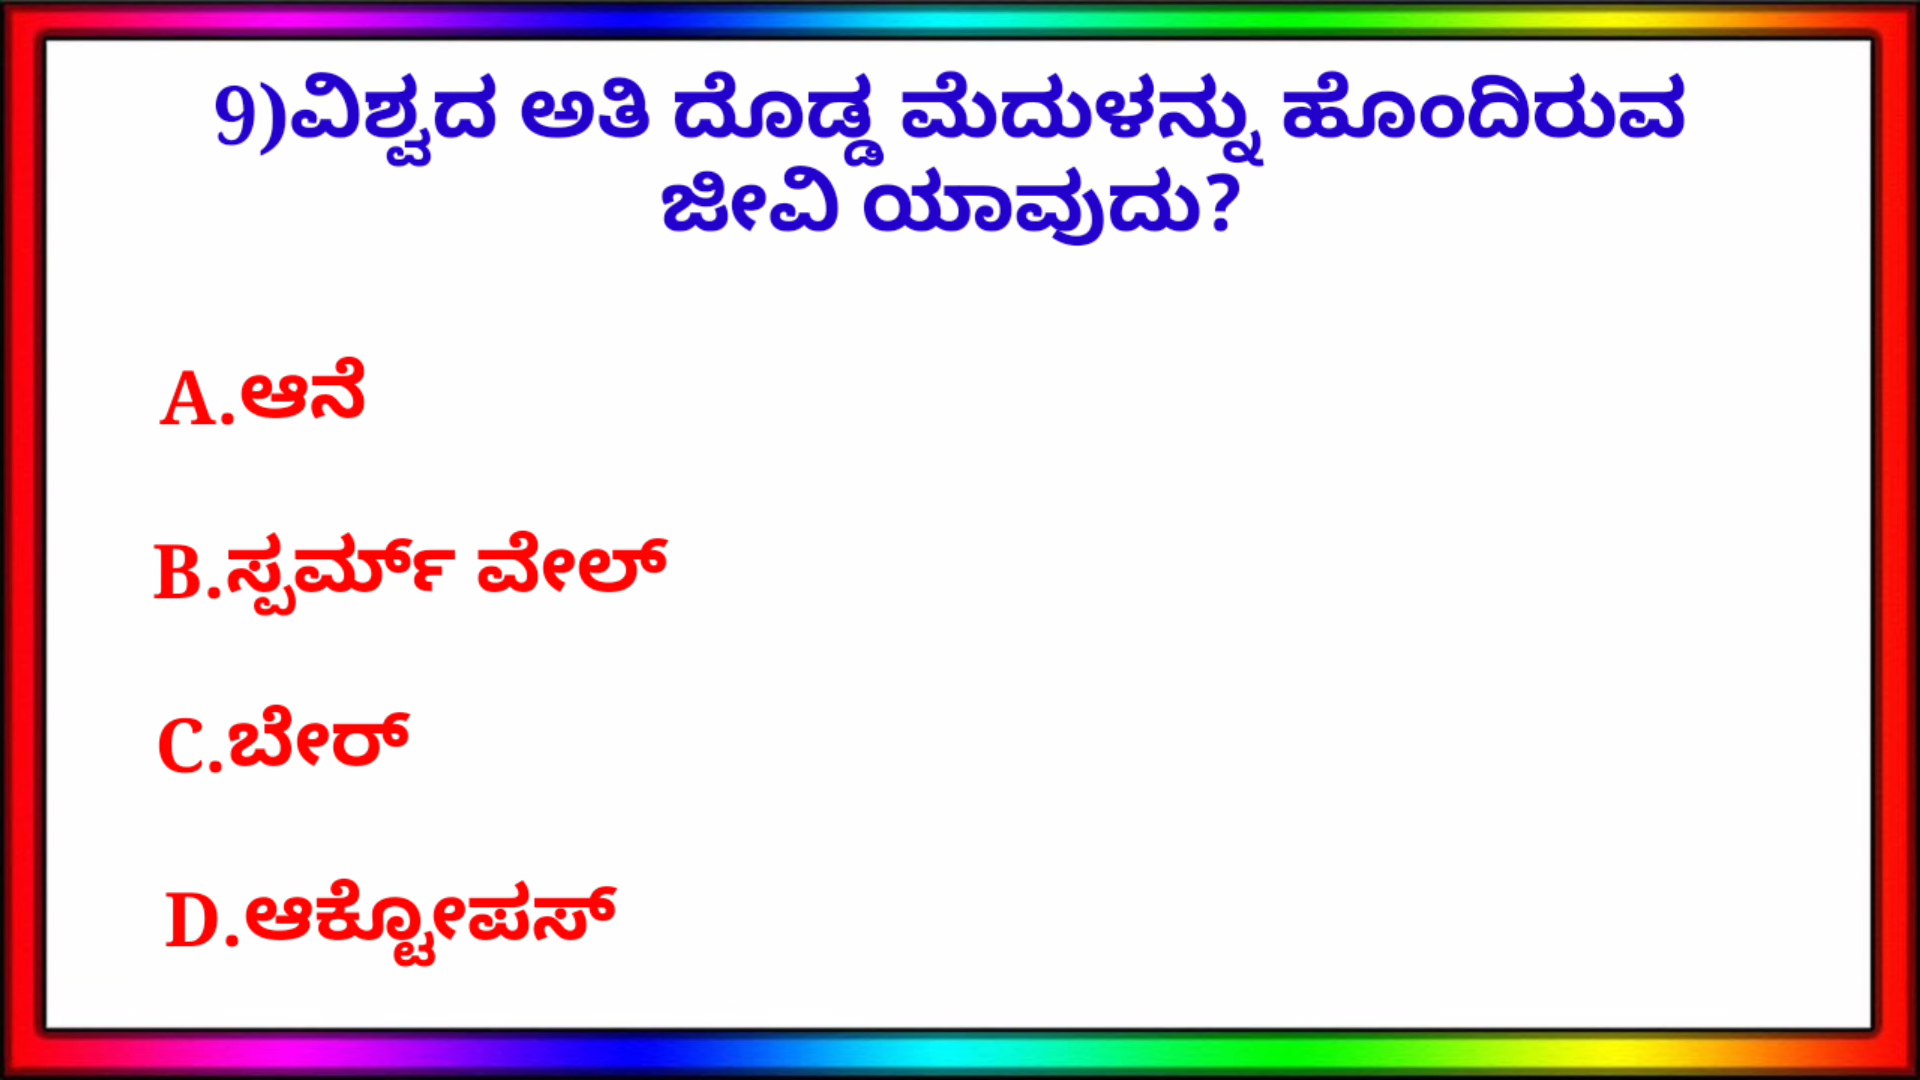 9)ವಿಶ್ವದ ಅತಿ ದೊಡ್ಡ ಮೆದುಳನ್ನು ಹೊಂದಿರುವ
ಜೀವಿ ಯಾವುದು?
A.ಆನೆ
B.ಸ್ಪರ್ಮ್ ವೇಲ್
C.ಬೇರ್
D.ಆಕ್ಟೋಪಸ್